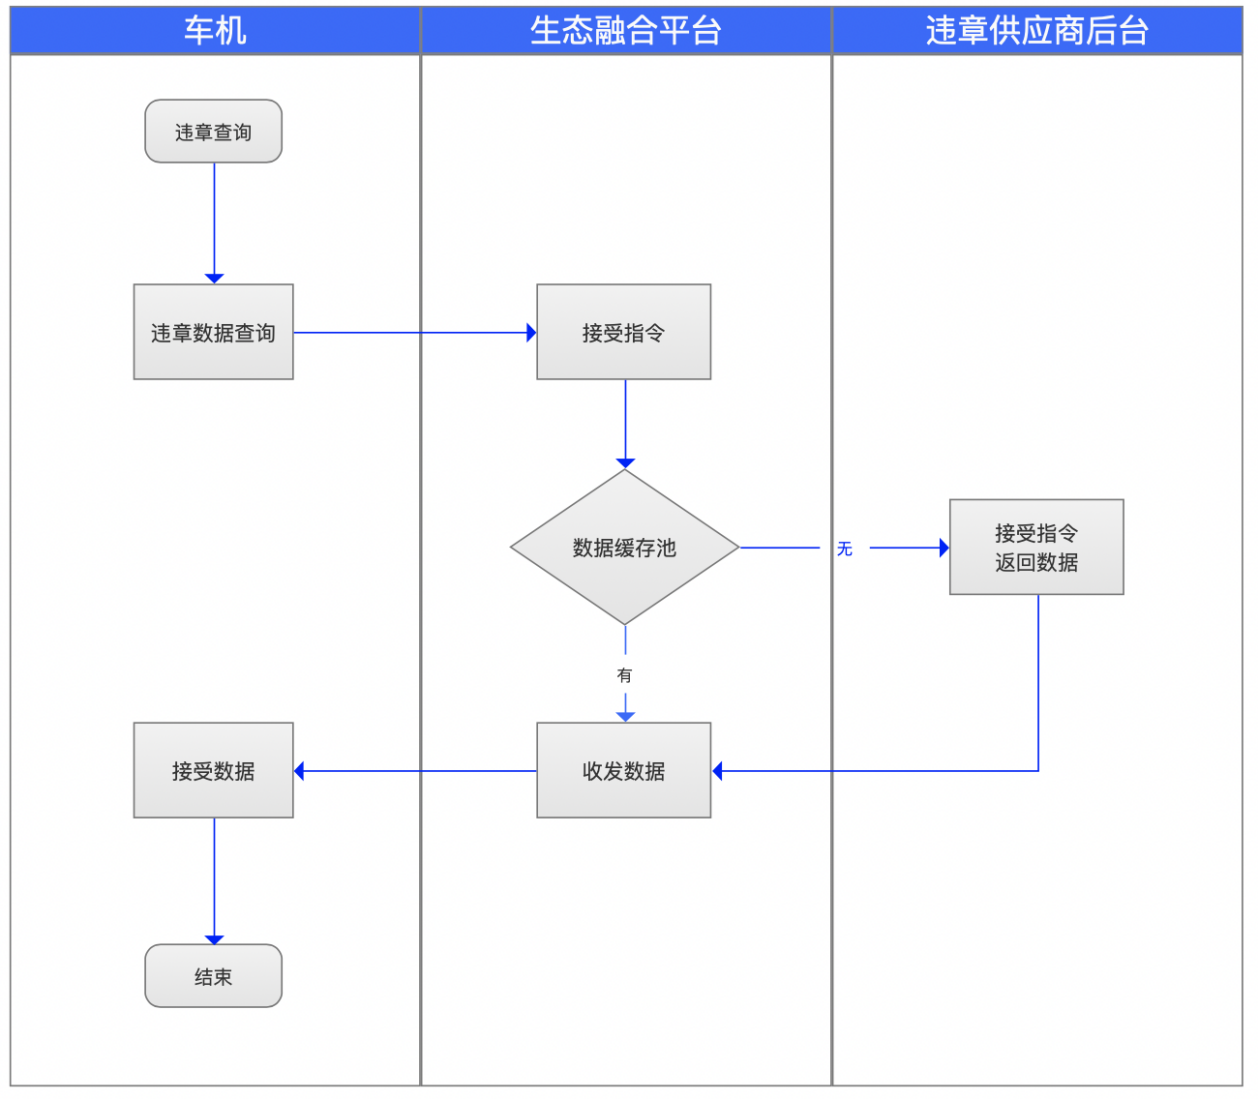 车机
生态融合平台
违章供应商后台
违章查询
违章数据查询
接受指令
数据缓存池
无
接受指令
返回数据
有
接受数据
收发数据
结束